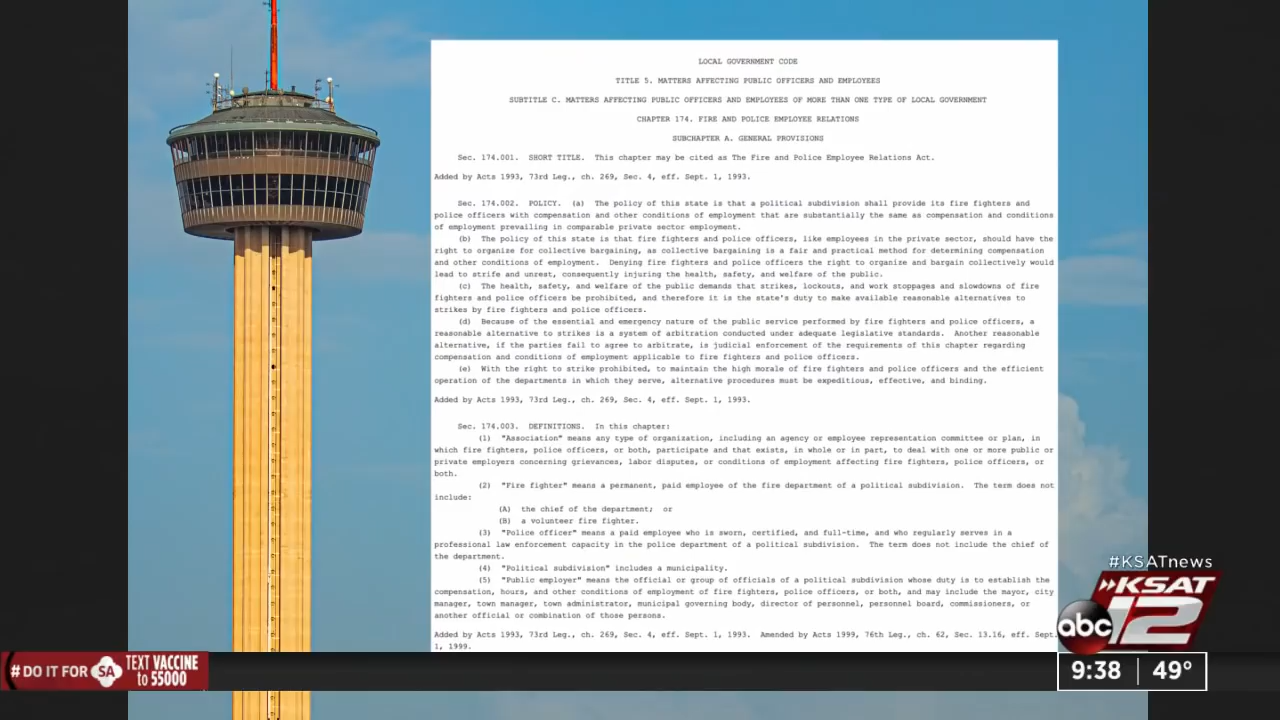 LOCAL GOVERNMENT CODE
TITLE 5. MATTERS AFFECTING PUBLIC OFFICERS AND EMPLOYEES
SUBTITLE C. MATTERS AFFECTING PUBLIC OFFICERS AND EMPLOYEES OF MORE THAN ONE TYPE OF LOCAL GOVERNMENT
CHAPTER 174. FIRE AND POLICE EMPLOYEE RELATIONS
SUBCHAPTER A. GENERAL PROVISIONS
Sec. 174.001. SHORT TITLE. This chapter may be cited as The Fire and Police Employee Relations Act.
Added by Acts 1993, 73rd Leg., ch. 269, Sec. 4, eff. Sept. 1, 1993.
Sec. 174.002. POLICY. (a) The policy of this state is that a political subdivision shall provide its fire fighters and
police officers with compensation and other conditions of employment that are substantially the same as compensation and conditions
of employment prevailing in comparable private sector employment.
(b) The policy of this state is that fire fighters and police officers, like employees in the private sector, should have the
right to organize for collective bargaining, as collective bargaining is a fair and practical method for determining compensation
and other conditions of employment. Denying fire fighters and police officers the right to organize and bargain collectively would
lead to strife and unrest, consequently injuring the health, safety, and welfare of the public.
(c) The health, safety, and welfare of the public demands that strikes, lockouts, and work stoppages and slowdowns of fire
fighters and police officers be prohibited, and therefore it is the state's duty to make available reasonable alternatives to
strikes by fire fighters and police officers.
(d) Because of the essential and emergency nature of the public service performed by fire fighters and police officers, a
reasonable alternative to strikes is a system of arbitration conducted under adequate legislative standards. Another reasonable
alternative, if the parties fail to agree to arbitrate, is judicial enforcement of the requirements of this chapter regarding
compensation and conditions of employment applicable to fire fighters and police officers.
(e) With the right to strike prohibited, to maintain the high morale of fire fighters and police officers and the efficient
operation of the departments in which they serve, alternative procedures must be expeditious, effective, and binding.
Added by Acts 1993, 73rd Leg., ch. 269, Sec. 4, eff. Sept. 1, 1993.
Sec. 174.003. DEFINITIONS. In this chapter:
(1) "Association" means any type of organization, including an agency or employee representation committee or plan, in
which fire fighters, police officers, or both, participate and that exists, in whole or in part, to deal with one or more public or
private employers concerning grievances, labor disputes, or conditions of employment affecting fire fighters, police officers, or
both.
(2) "Fire fighter" means a permanent, paid employee of the fire department of a political subdivision. The term does not
include:
(A) the chief of the department; or
(B) a volunteer fire fighter.
(3) "Police officer" means a paid employee who is sworn, certified, and full-time, and who regularly serves in a
professional law enforcement capacity in the police department of a political subdivision. The term does not include the chief of
the department.
(4) "Political subdivision" includes a municipality.
(5) "Public employer" means the official or group of officials of a political subdivision whose duty is to establish the
compensation, hours, and other conditions of employment of fire fighters, police officers, or both, and may include the mayor, city
manager, town manager, town administrator, municipal governing body, director of personnel, personnel board, commissioners, or
another official or combination of those persons.
Added by Acts 1993, 73rd Leg., ch. 269, Sec. 4, eff. Sept. 1, 1993. Amended by Acts 1999, 76th Leg., ch. 62, Sec. 13.16, eff. Sept.
1, 1999.
#KSATnews
KSAT
abc 12
#DO IT FOR SA TEXT VACCINE
to 55000
9:38 49°